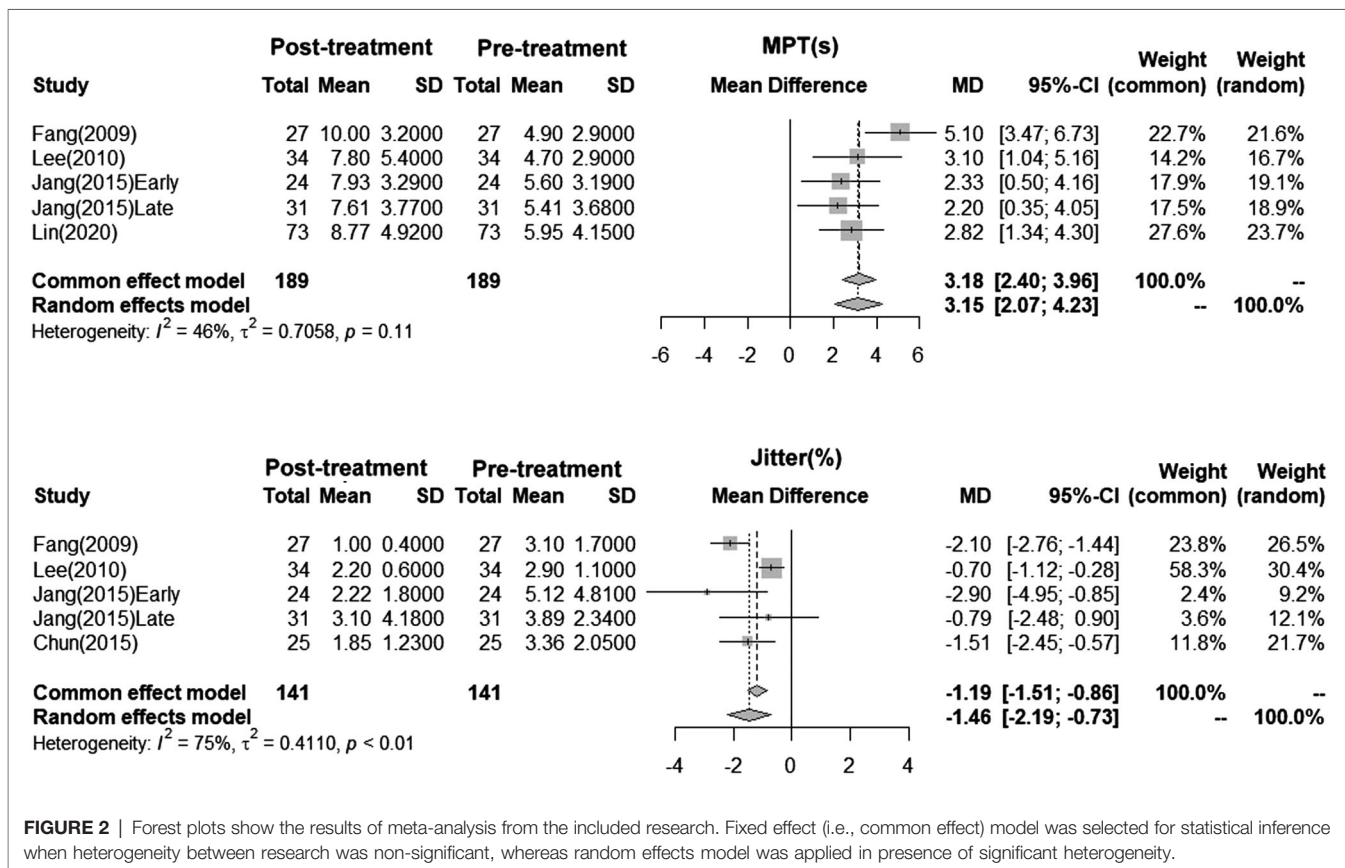 Post-treatment Pre-treatment MPT(s) Weight Weight
Study Total Mean SD Total Mean SD Mean Difference MD 95%-CI (common) (random)
Fang(2009) 27 10.00 3.2000 27 4.90 2.9000 5.10 [3.47; 6.73] 22.7% 21.6%
Lee(2010) 34 7.80 5.4000 34 4.70 2.9000 3.10 [1.04; 5.16] 14.2% 16.7%
Jang(2015)Early 24 7.93 3.2900 24 5.60 3.1900 2.33 [0.50; 4.16] 17.9% 19.1%
Jang(2015)Late 31 7.61 3.7700 31 5.41 3.6800 2.20 [0.35; 4.05] 17.5% 18.9%
Lin(2020) 73 8.77 4.9200 73 5.95 4.1500 2.82 [1.34; 4.30] 27.6% 23.7%
Common effect model 189 189 3.18 [2.40; 3.96] 100.0% --
Random effects model 3.15 [2.07; 4.23] -- 100.0%
Heterogeneity: I² = 46%, τ² = 0.7058, p = 0.11
-6 -4 -2 0 2 4 6
Post-treatment Pre-treatment Jitter(%) Weight Weight
Study Total Mean SD Total Mean SD Mean Difference MD 95%-CI (common) (random)
Fang(2009) 27 1.00 0.4000 27 3.10 1.7000 -2.10 [-2.76; -1.44] 23.8% 26.5%
Lee(2010) 34 2.20 0.6000 34 2.90 1.1000 -0.70 [-1.12; -0.28] 58.3% 30.4%
Jang(2015)Early 24 2.22 1.8000 24 5.12 4.8100 -2.90 [-4.95; -0.85] 2.4% 9.2%
Jang(2015)Late 31 3.10 4.1800 31 3.89 2.3400 -0.79 [-2.48; 0.90] 3.6% 12.1%
Chun(2015) 25 1.85 1.2300 25 3.36 2.0500 -1.51 [-2.45; -0.57] 11.8% 21.7%
Common effect model 141 141 -1.19 [-1.51; -0.86] 100.0% --
Random effects model -1.46 [-2.19; -0.73] -- 100.0%
Heterogeneity: I² = 75%, τ² = 0.4110, p < 0.01
-4 -2 0 2 4
FIGURE 2 | Forest plots show the results of meta-analysis from the included research. Fixed effect (i.e., common effect) model was selected for statistical inference
when heterogeneity between research was non-significant, whereas random effects model was applied in presence of significant heterogeneity.